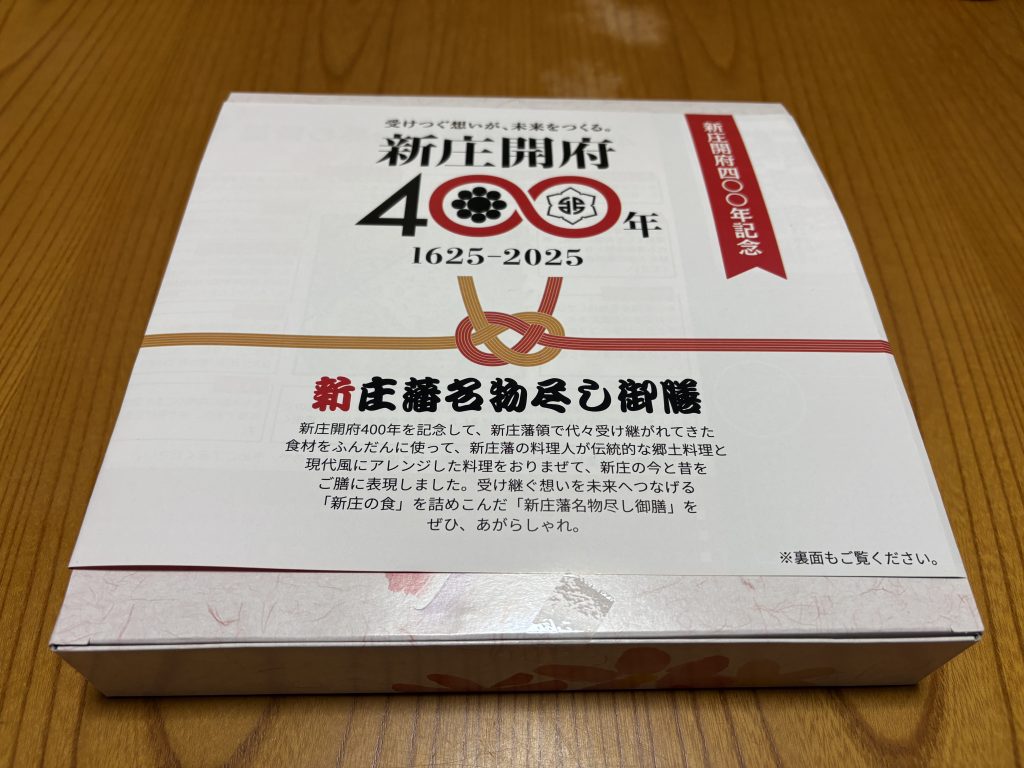 受けつぐ想いが、未来をつくる。
新庄開府
400年
1625-2025
新庄開府四〇〇年記念
新庄藩名物尽し御膳
新庄開府400年を記念して、新庄藩領で代々受け継がれてきた
食材をふんだんに使って、新庄藩の料理人が伝統的な郷土料理と
現代風にアレンジした料理をおりまぜて、新庄の今と昔を
ご膳に表現しました。受け継ぐ想いを未来へつなげる
「新庄の食」を詰めこんだ「新庄藩名物尽し御膳」を
ぜひ、あがらしゃれ。
※裏面もご覧ください。